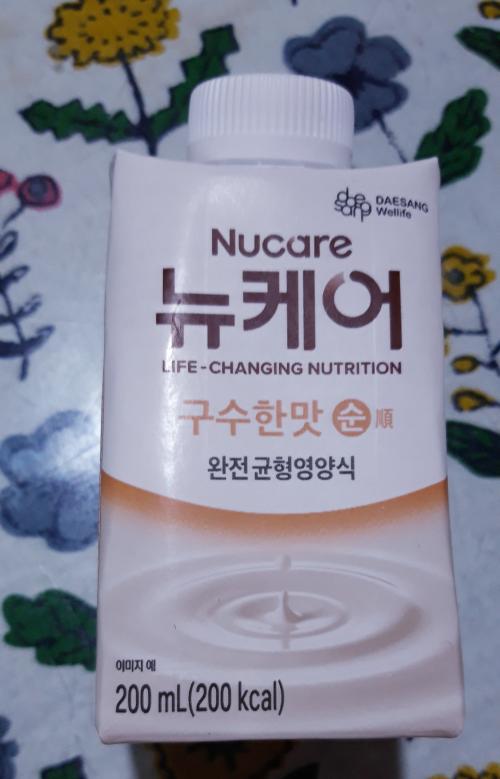 daesang DAESANG
Wellife
Nucare
뉴케어
LIFE-CHANGING NUTRITION
구수한맛 순 順
완전균형영양식
이미지 예
200 mL(200 kcal)